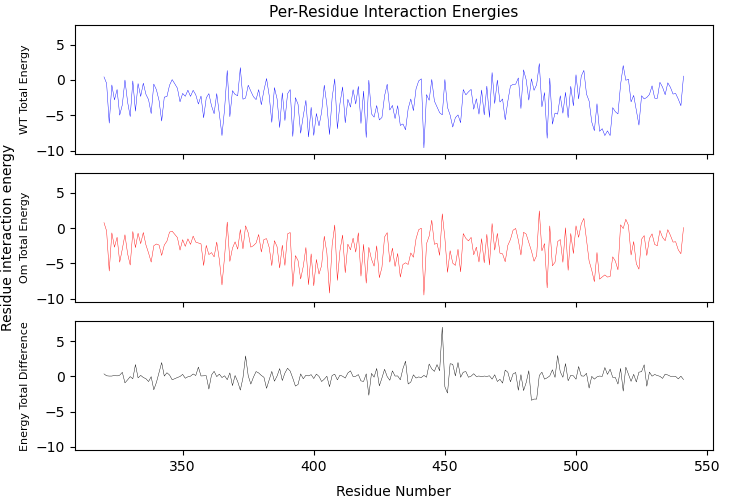 Per-Residue Interaction Energies
Residue interaction energy
WT Total Energy
5
0
−5
−10
Om Total Energy
5
0
−5
−10
Energy Total Difference
5
0
−5
−10
350
400
450
500
550
Residue Number